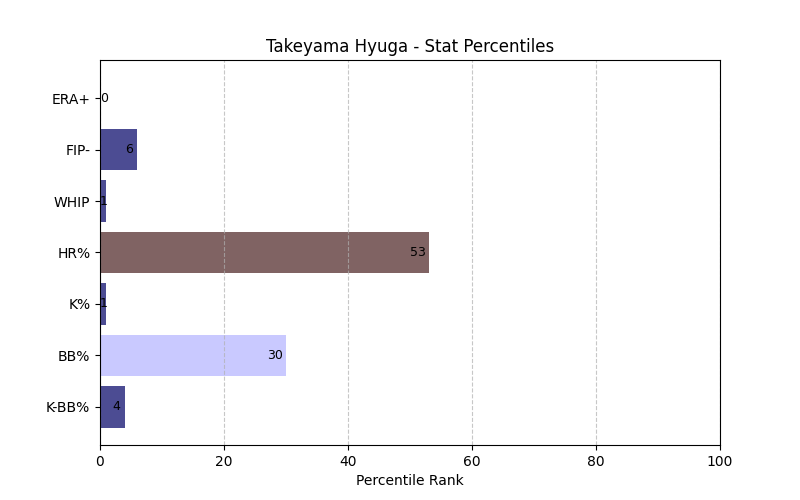 Takeyama Hyuga - Stat Percentiles
ERA+ 0
FIP- 6
WHIP 1
HR% 53
K% 1
BB% 30
K-BB% 4
0 20 40 60 80 100
Percentile Rank